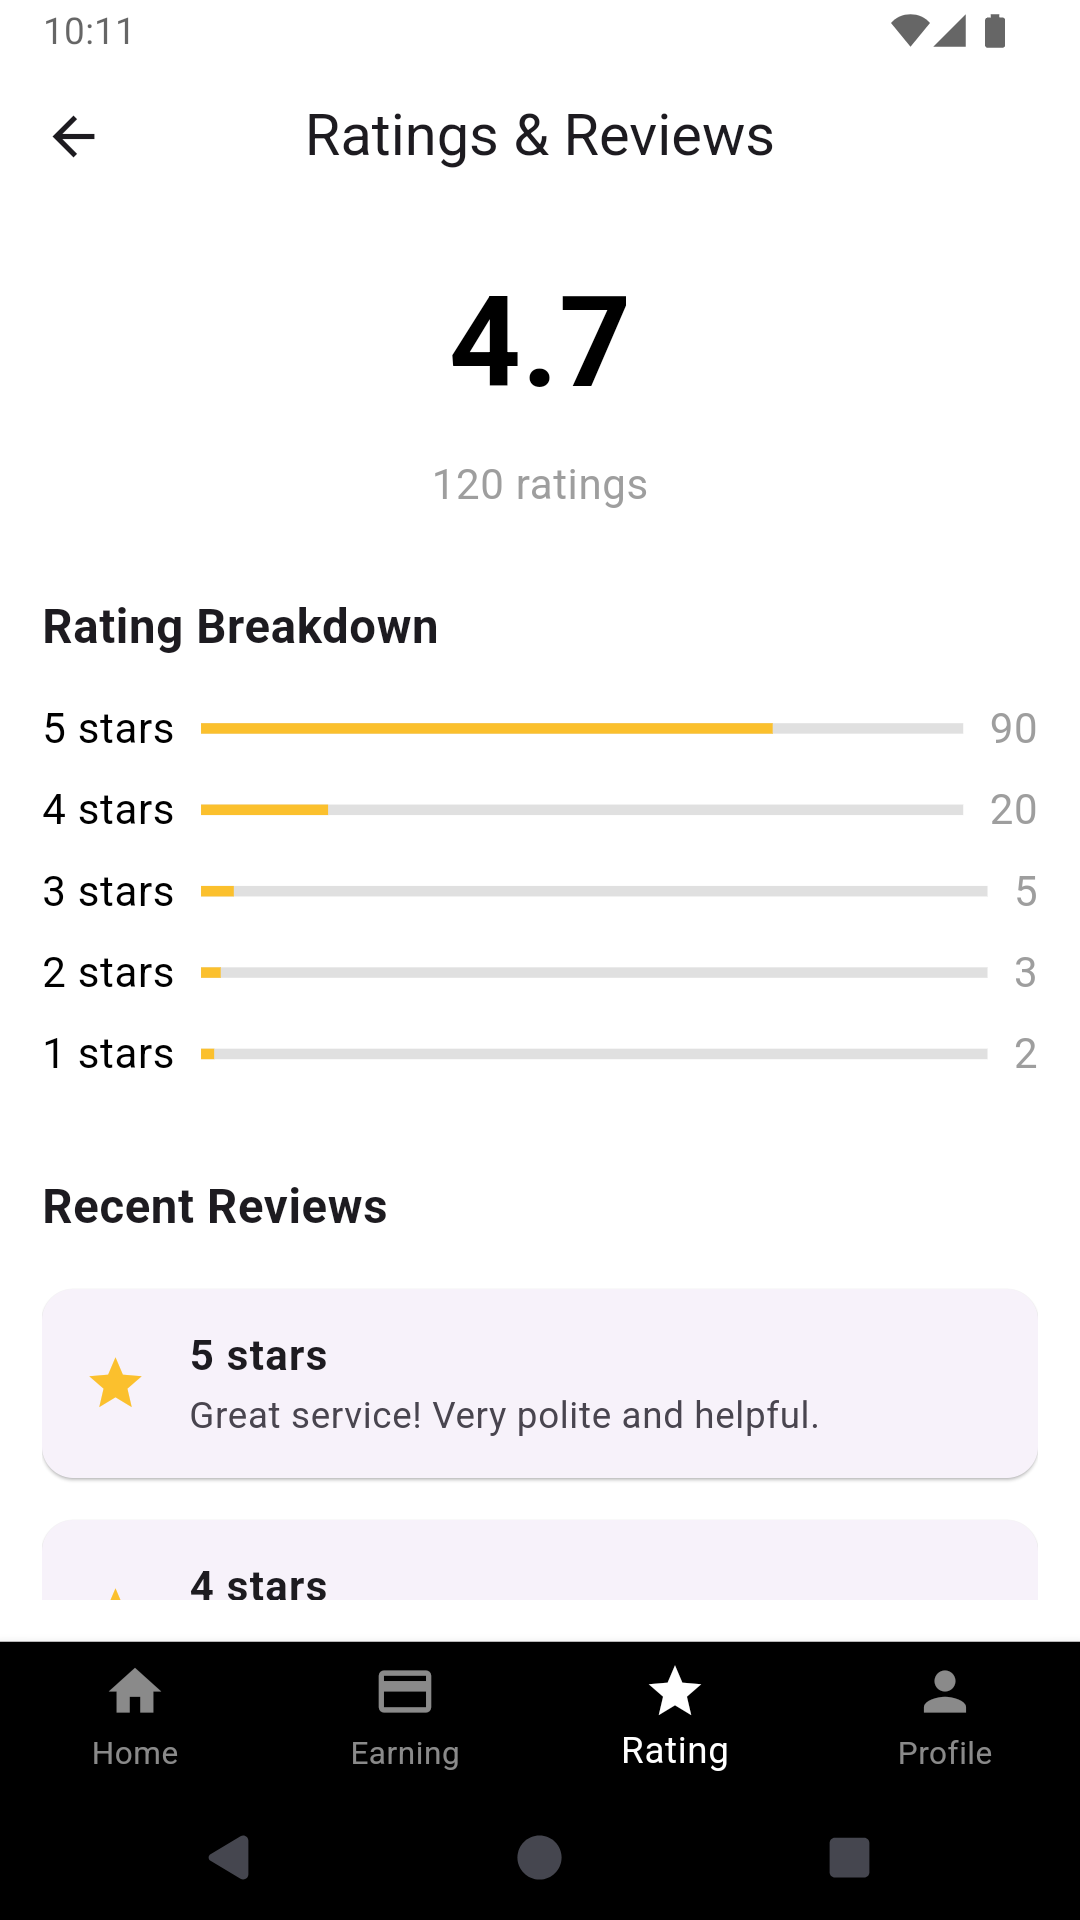 10:11
Ratings & Reviews
4.7
120 ratings
Rating Breakdown
5 stars 90
4 stars 20
3 stars 5
2 stars 3
1 stars 2
Recent Reviews
5 stars
Great service! Very polite and helpful.
4 stars
Home Earning Rating Profile